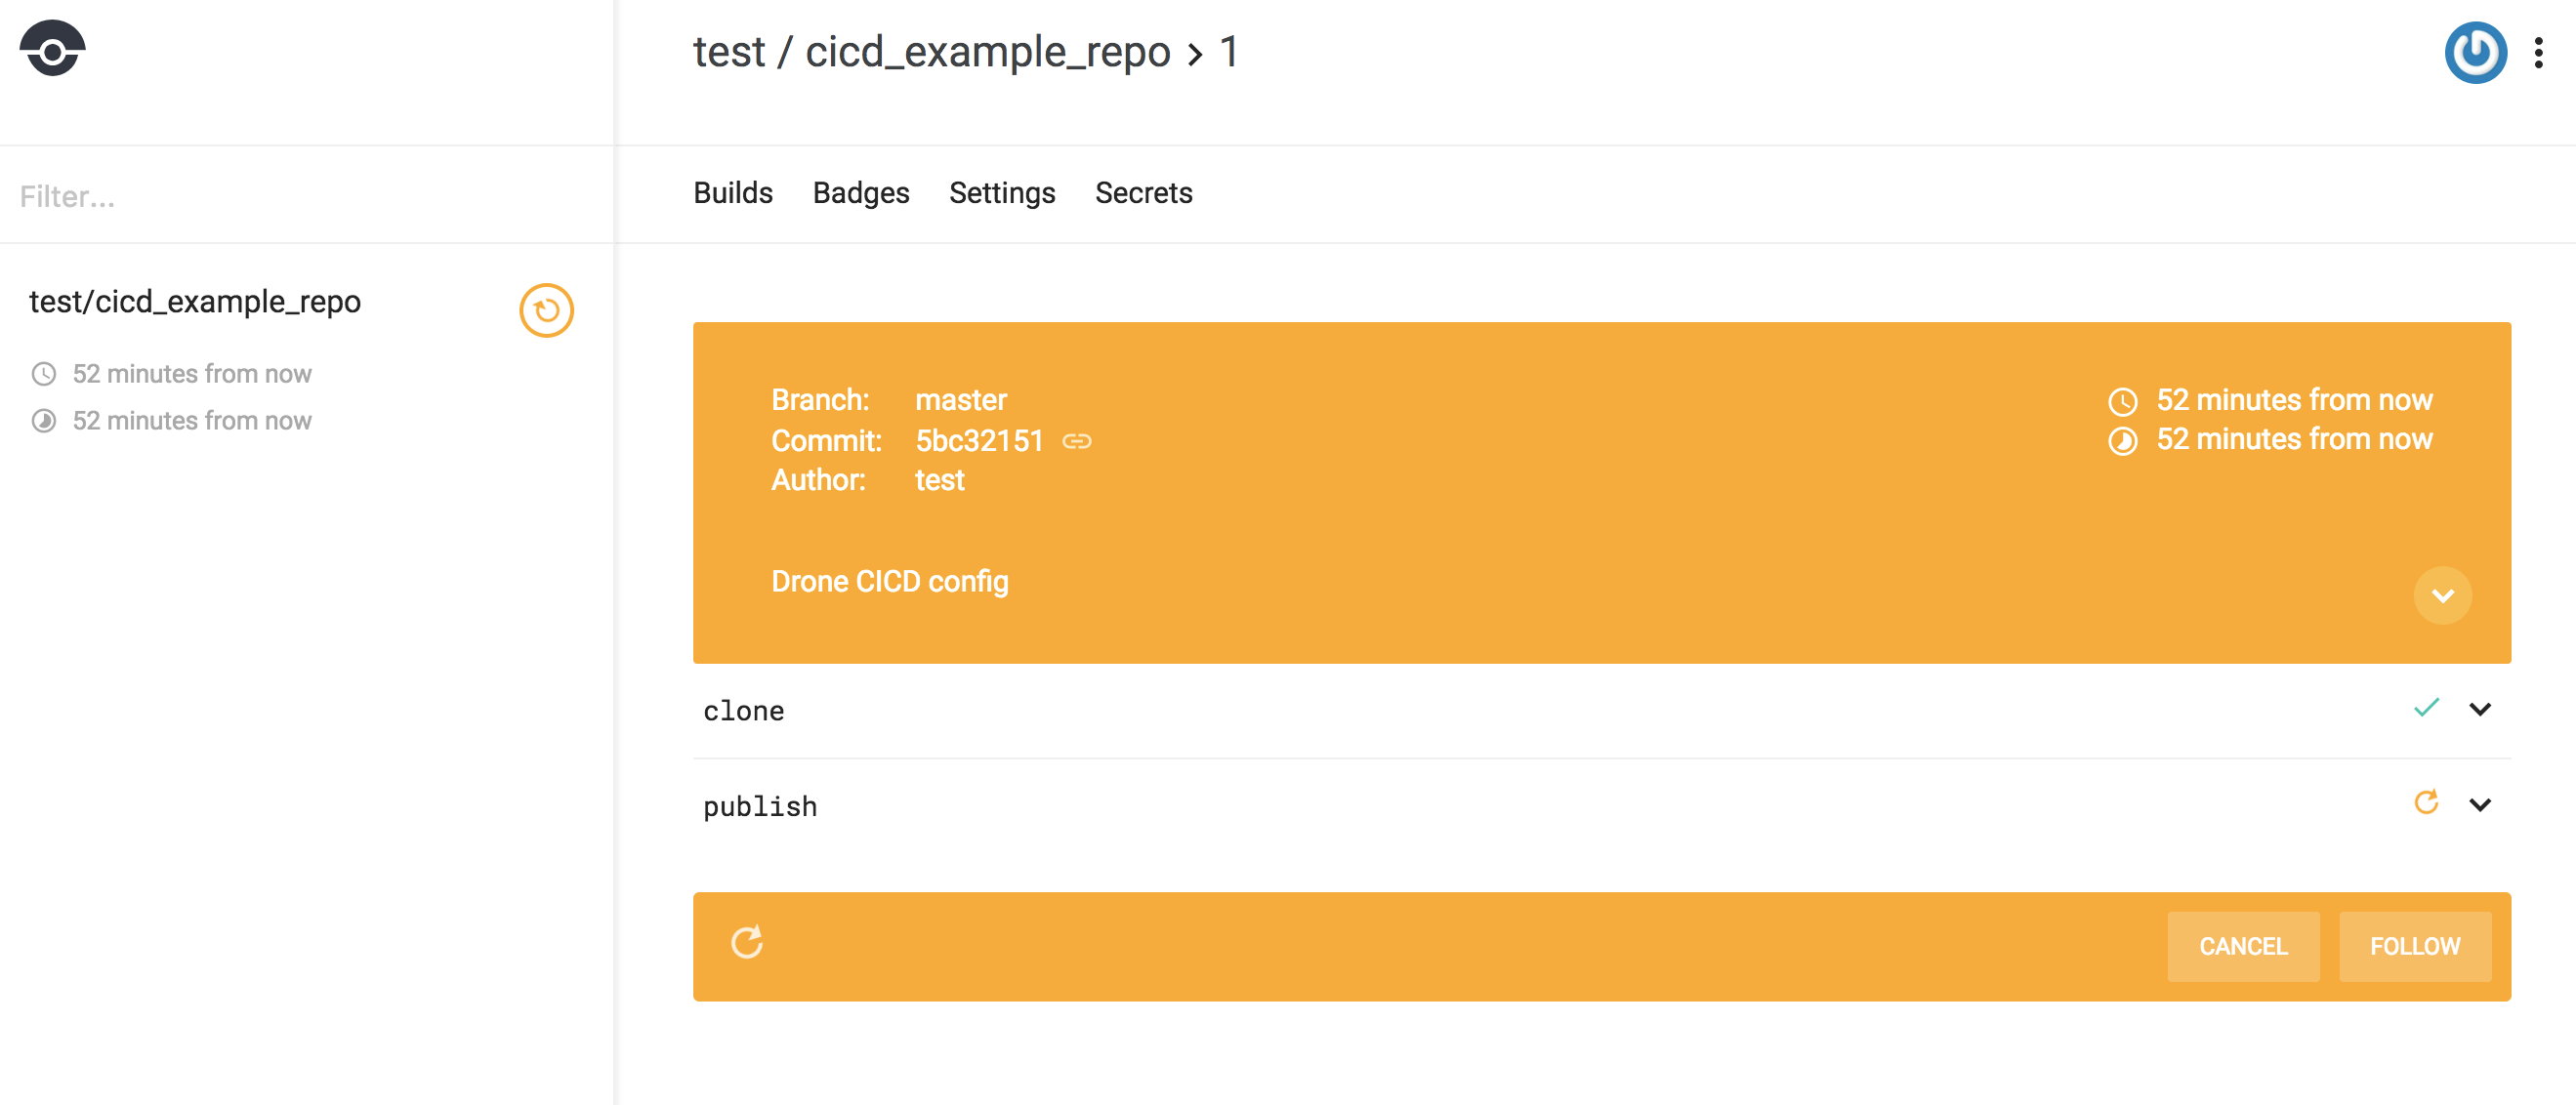 test / cicd_example_repo › 1
Filter...
Builds Badges Settings Secrets
test/cicd_example_repo
52 minutes from now
52 minutes from now
Branch: master
Commit: 5bc32151
Author: test
52 minutes from now
52 minutes from now
Drone CICD config
clone
publish
CANCEL FOLLOW